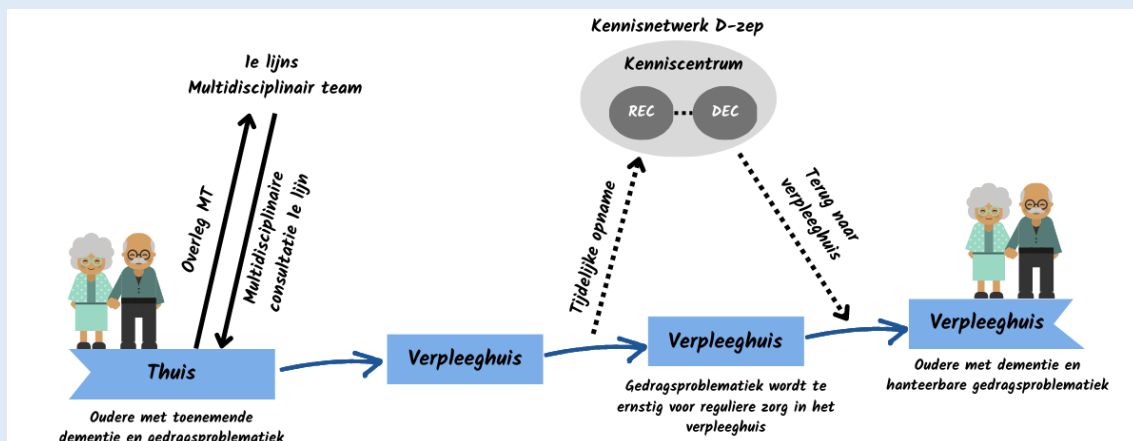 Kennisnetwerk D-zep
Kenniscentrum
REC
DEC
1e lijns
Multidisciplinair team
Overleg MT
Multidisciplinaire
consultatie 1e lijn
Tijdelijke opname
Terug naar
verpleeghuis
Thuis
Oudere met toenemende
dementie en gedragsproblematiek
Verpleeghuis
Verpleeghuis
Gedragsproblematiek wordt te
ernstig voor reguliere zorg in het
verpleeghuis
Verpleeghuis
Oudere met dementie en
hanteerbare gedragsproblematiek